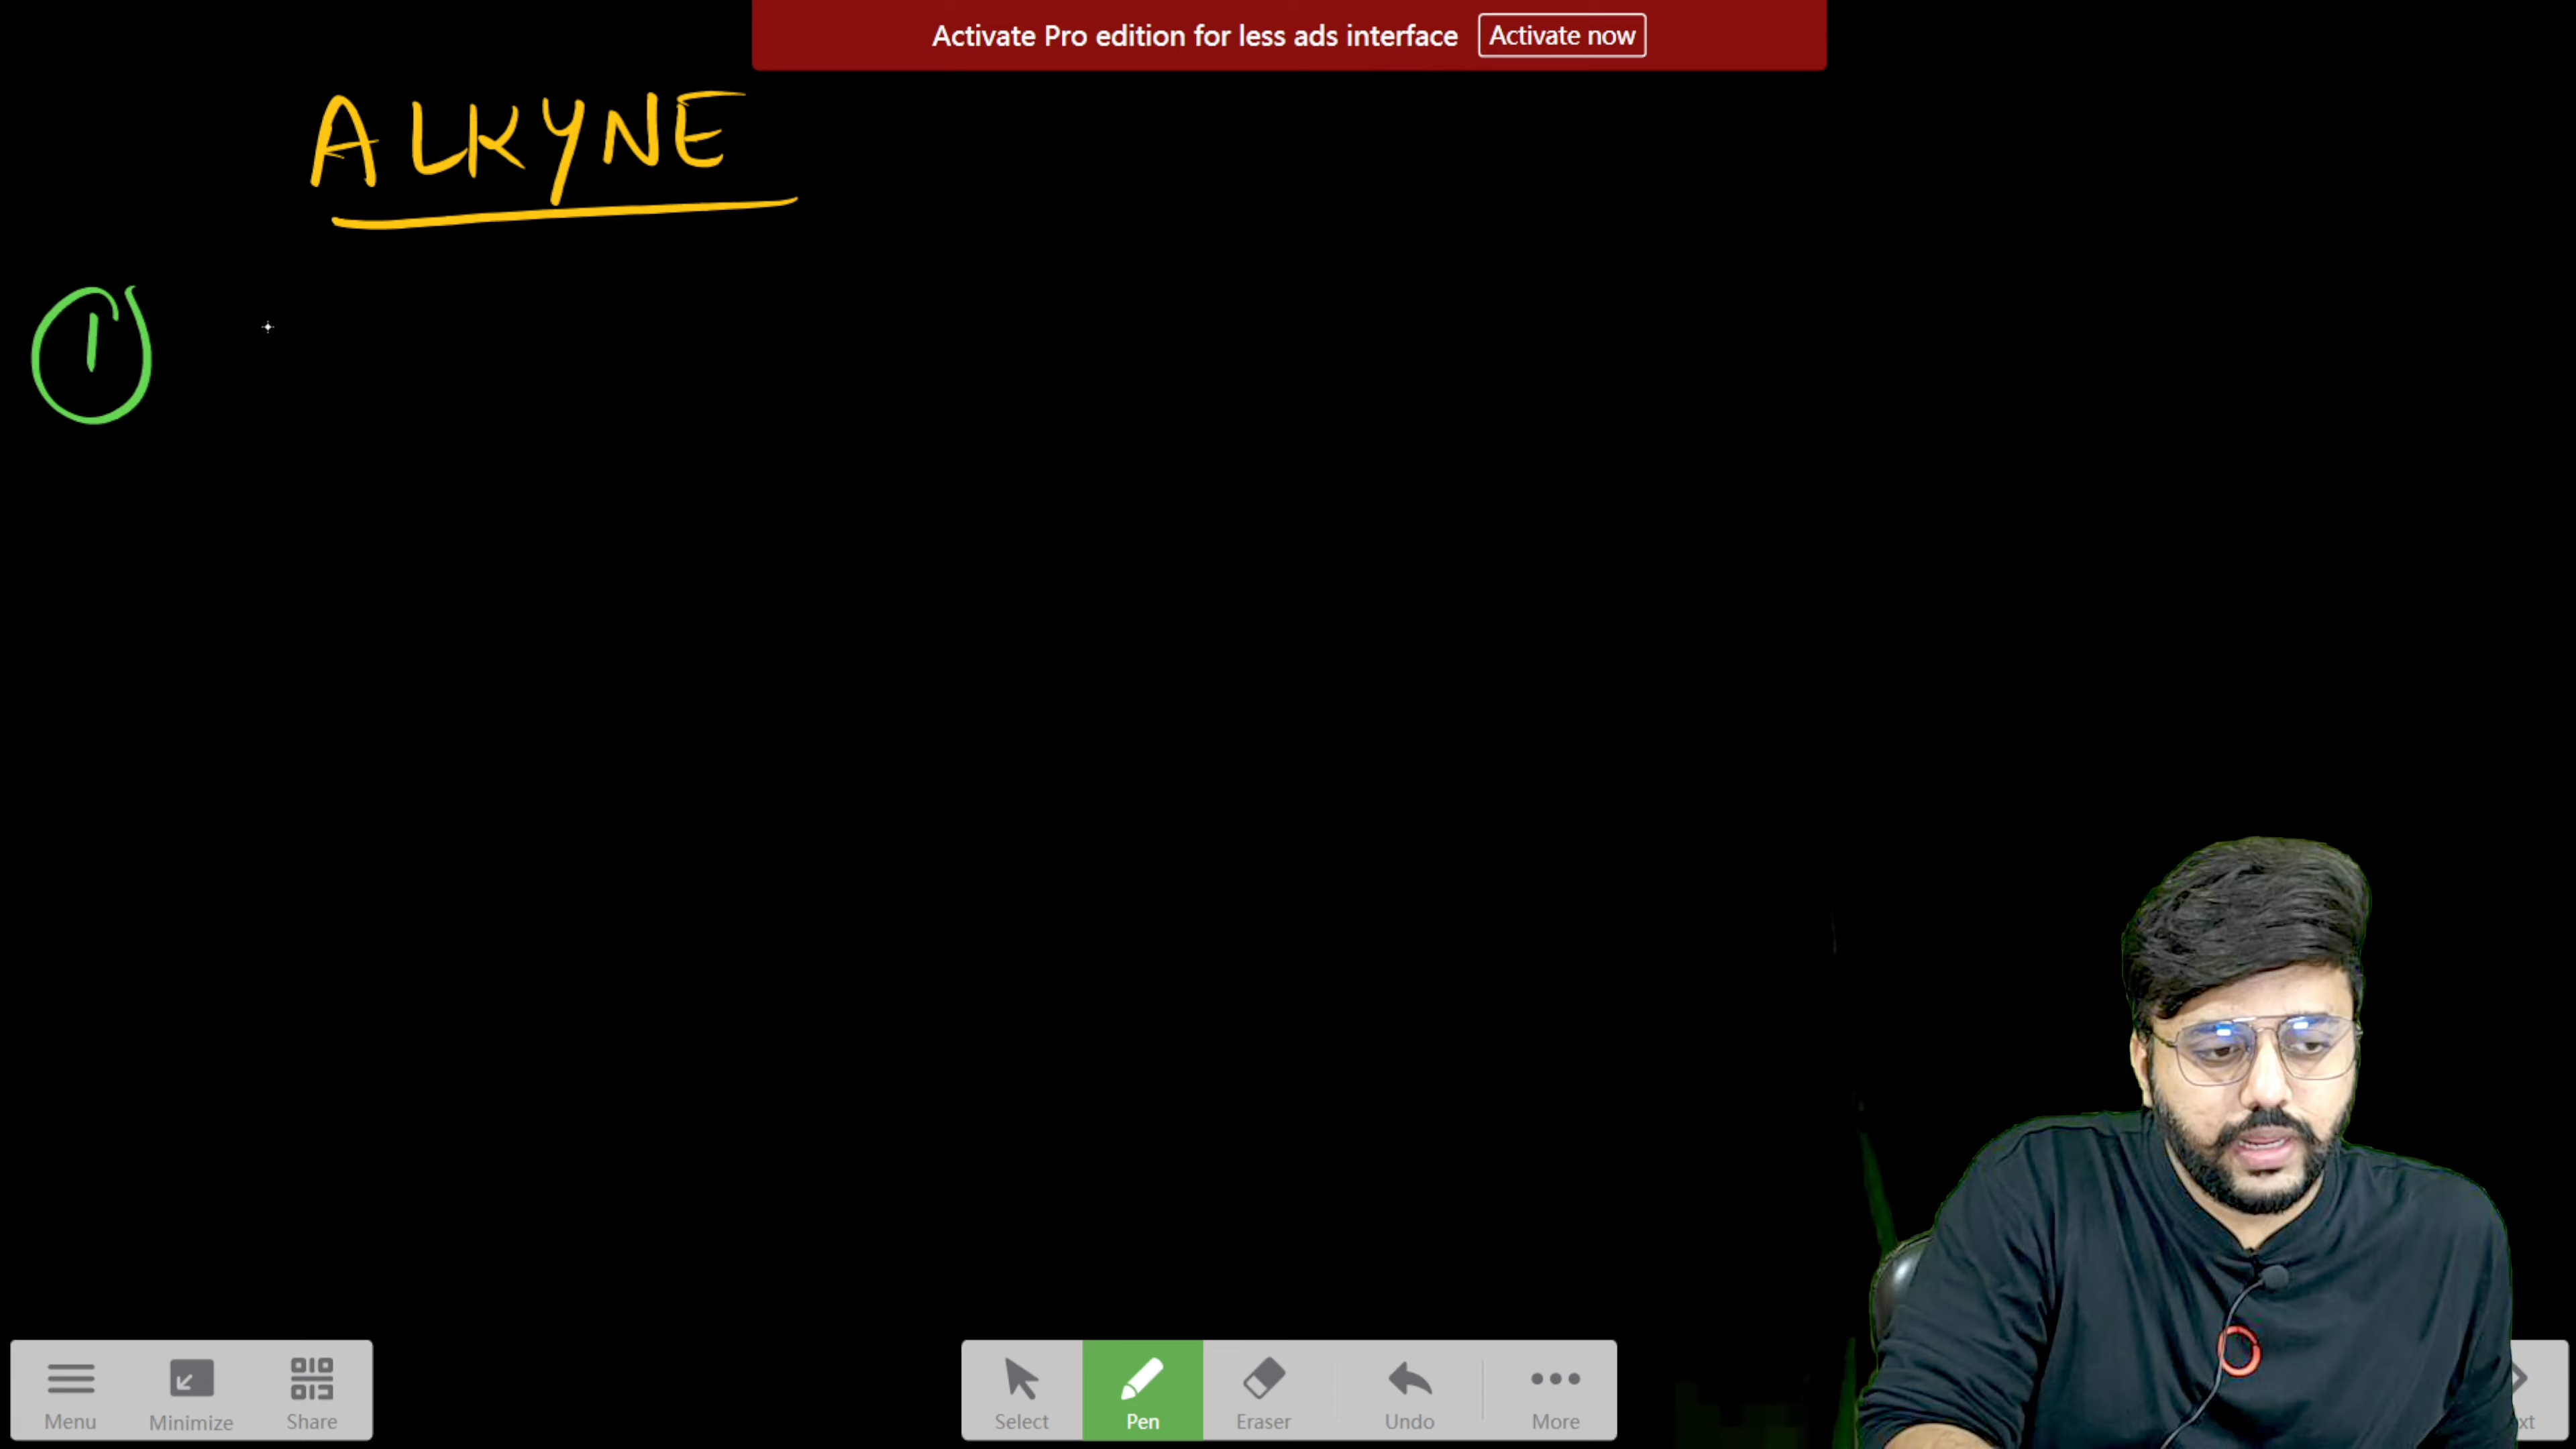 Activate Pro edition for less ads interface Activate now
ALKYNE
1
Menu Minimize Share Select Pen Eraser Undo More